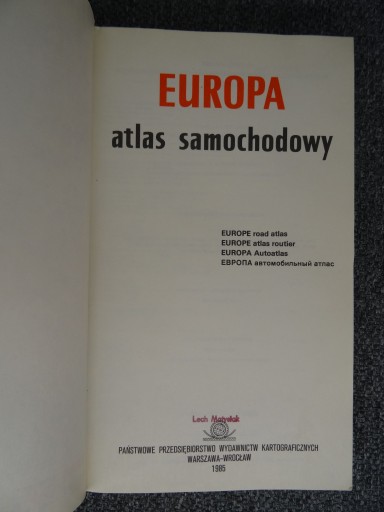 EUROPA
atlas samochodowy
EUROPE road atlas
EUROPE atlas routier
EUROPA Autoatlas
ЕВРОПА автомобильный атлас
Lech
PAŃSTWOWE PRZEDSIĘBIORSTWO WYDAWNICTW KARTOGRAFICZNYCH
WARSZAWA-WROCŁAW
1985